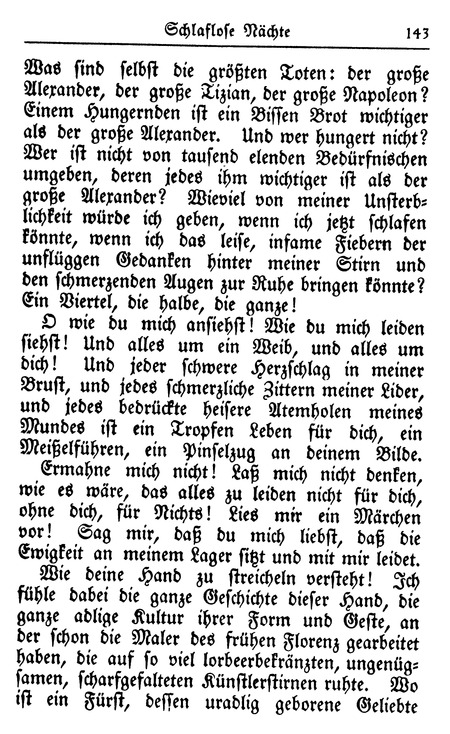 Schlaflose Nächte 143
Was sind selbst die größten Toten: der große
Alexander, der große Tizian, der große Napoleon?
Einem Hungernden ist ein Bissen Brot wichtiger
als der große Alexander. Und wer hungert nicht?
Wer ist nicht von tausend elenden Bedürfnischen
umgeben, deren jedes ihm wichtiger ist als der
große Alexander? Wieviel von meiner Unsterb-
lichkeit würde ich geben, wenn ich jetzt schlafen
könnte, wenn ich das leise, infame Fiebern der
unflüggen Gedanken hinter meiner Stirn und
den schmerzenden Augen zur Ruhe bringen könnte?
Ein Viertel, die halbe, die ganze!
O wie du mich ansiehst! Wie du mich leiden
siehst! Und alles um ein Weib, und alles um
dich! Und jeder schwere Herzschlag in meiner
Brust, und jedes schmerzliche Zittern meiner Lider,
und jedes bedrückte heisere Atemholen meines
Mundes ist ein Tropfen Leben für dich, ein
Meißelführen, ein Pinselzug an deinem Bilde.
Ermahne mich nicht! Laß mich nicht denken,
wie es wäre, das alles zu leiden nicht für dich,
ohne dich, für Nichts! Lies mir ein Märchen
vor! Sag mir, daß du mich liebst, daß die
Ewigkeit an meinem Lager sitzt und mit mir leidet.
Wie deine Hand zu streicheln versteht! Ich
fühle dabei die ganze Geschichte dieser Hand, die
ganze adlige Kultur ihrer Form und Geste, an
der schon die Maler des frühen Florenz gearbeitet
haben, die auf so viel lorbeerbekränzten, ungenüg-
samen, scharfgefalteten Künstlerstirnen ruhte. Wo
ist ein Fürst, dessen uradlig geborene Geliebte